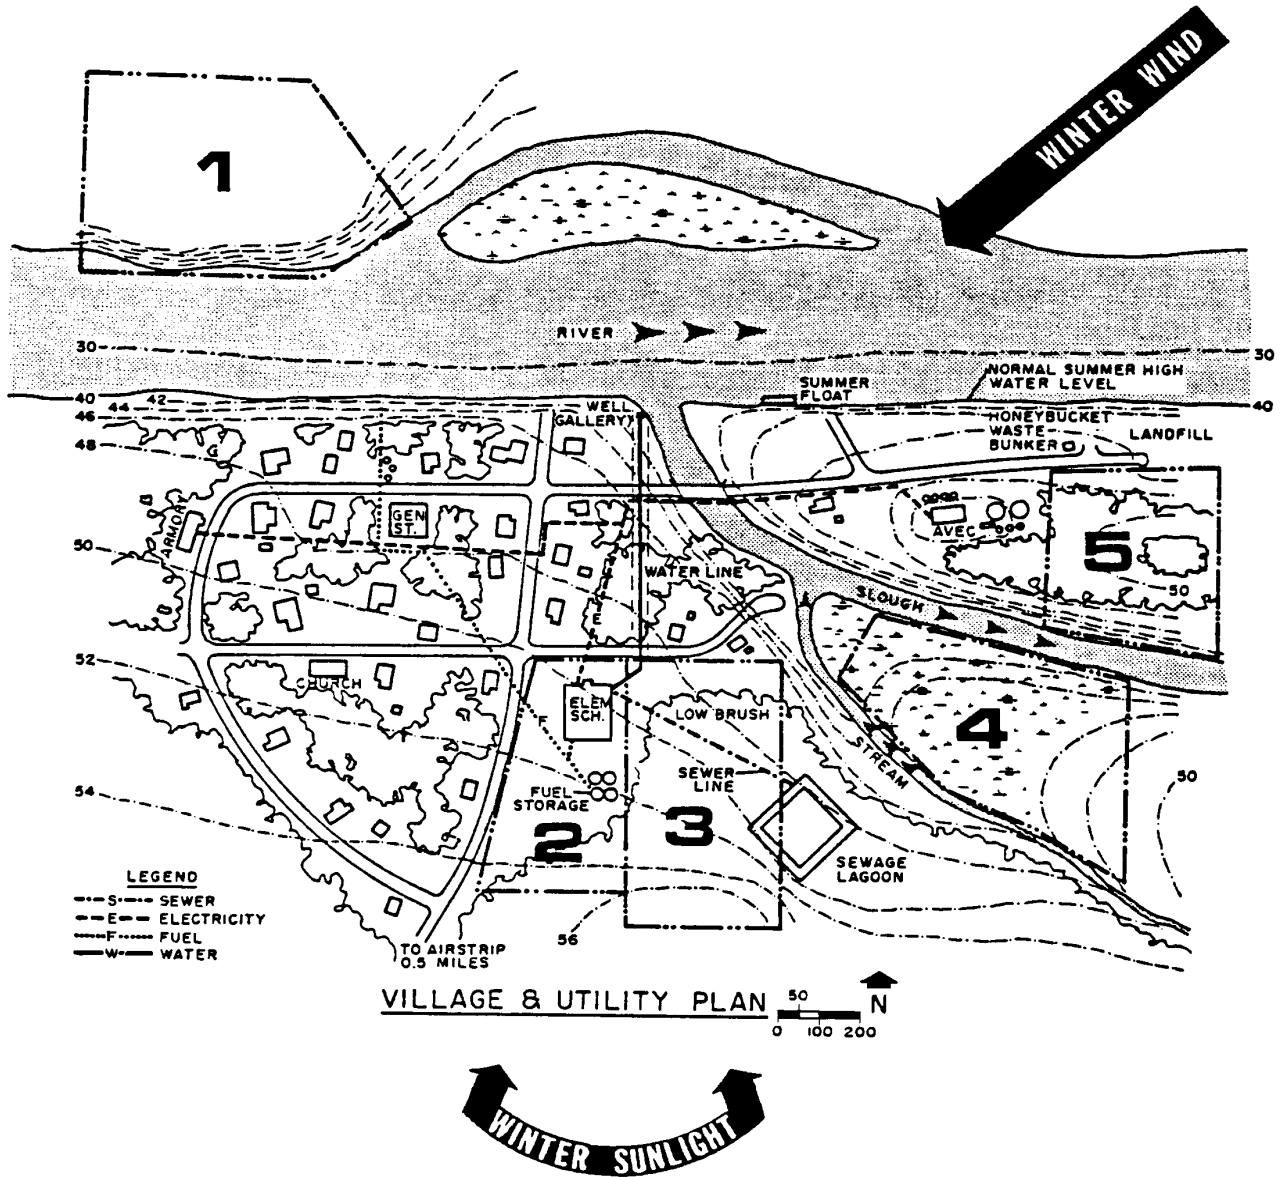 WINTER WIND
1
RIVER
30
30
SUMMER
FLOAT
NORMAL SUMMER HIGH
WATER LEVEL
40
42
44
46
48
40
WELL
GALLERY
HONEYBUCKET
WASTE
BUNKER
LANDFILL
ARMORY
GEN
ST.
AVEC
5
50
50
WATER LINE
SLOUGH
E
52
CHURCH
ELEM
SCH.
LOW BRUSH
4
F
F
STREAM
SEWER
LINE
50
54
FUEL
STORAGE
2
3
SEWAGE
LAGOON
LEGEND
S SEWER
E ELECTRICITY
F FUEL
W WATER
56
TO AIRSTRIP
0.5 MILES
VILLAGE & UTILITY PLAN
50
0 100 200
N
WINTER SUNLIGHT